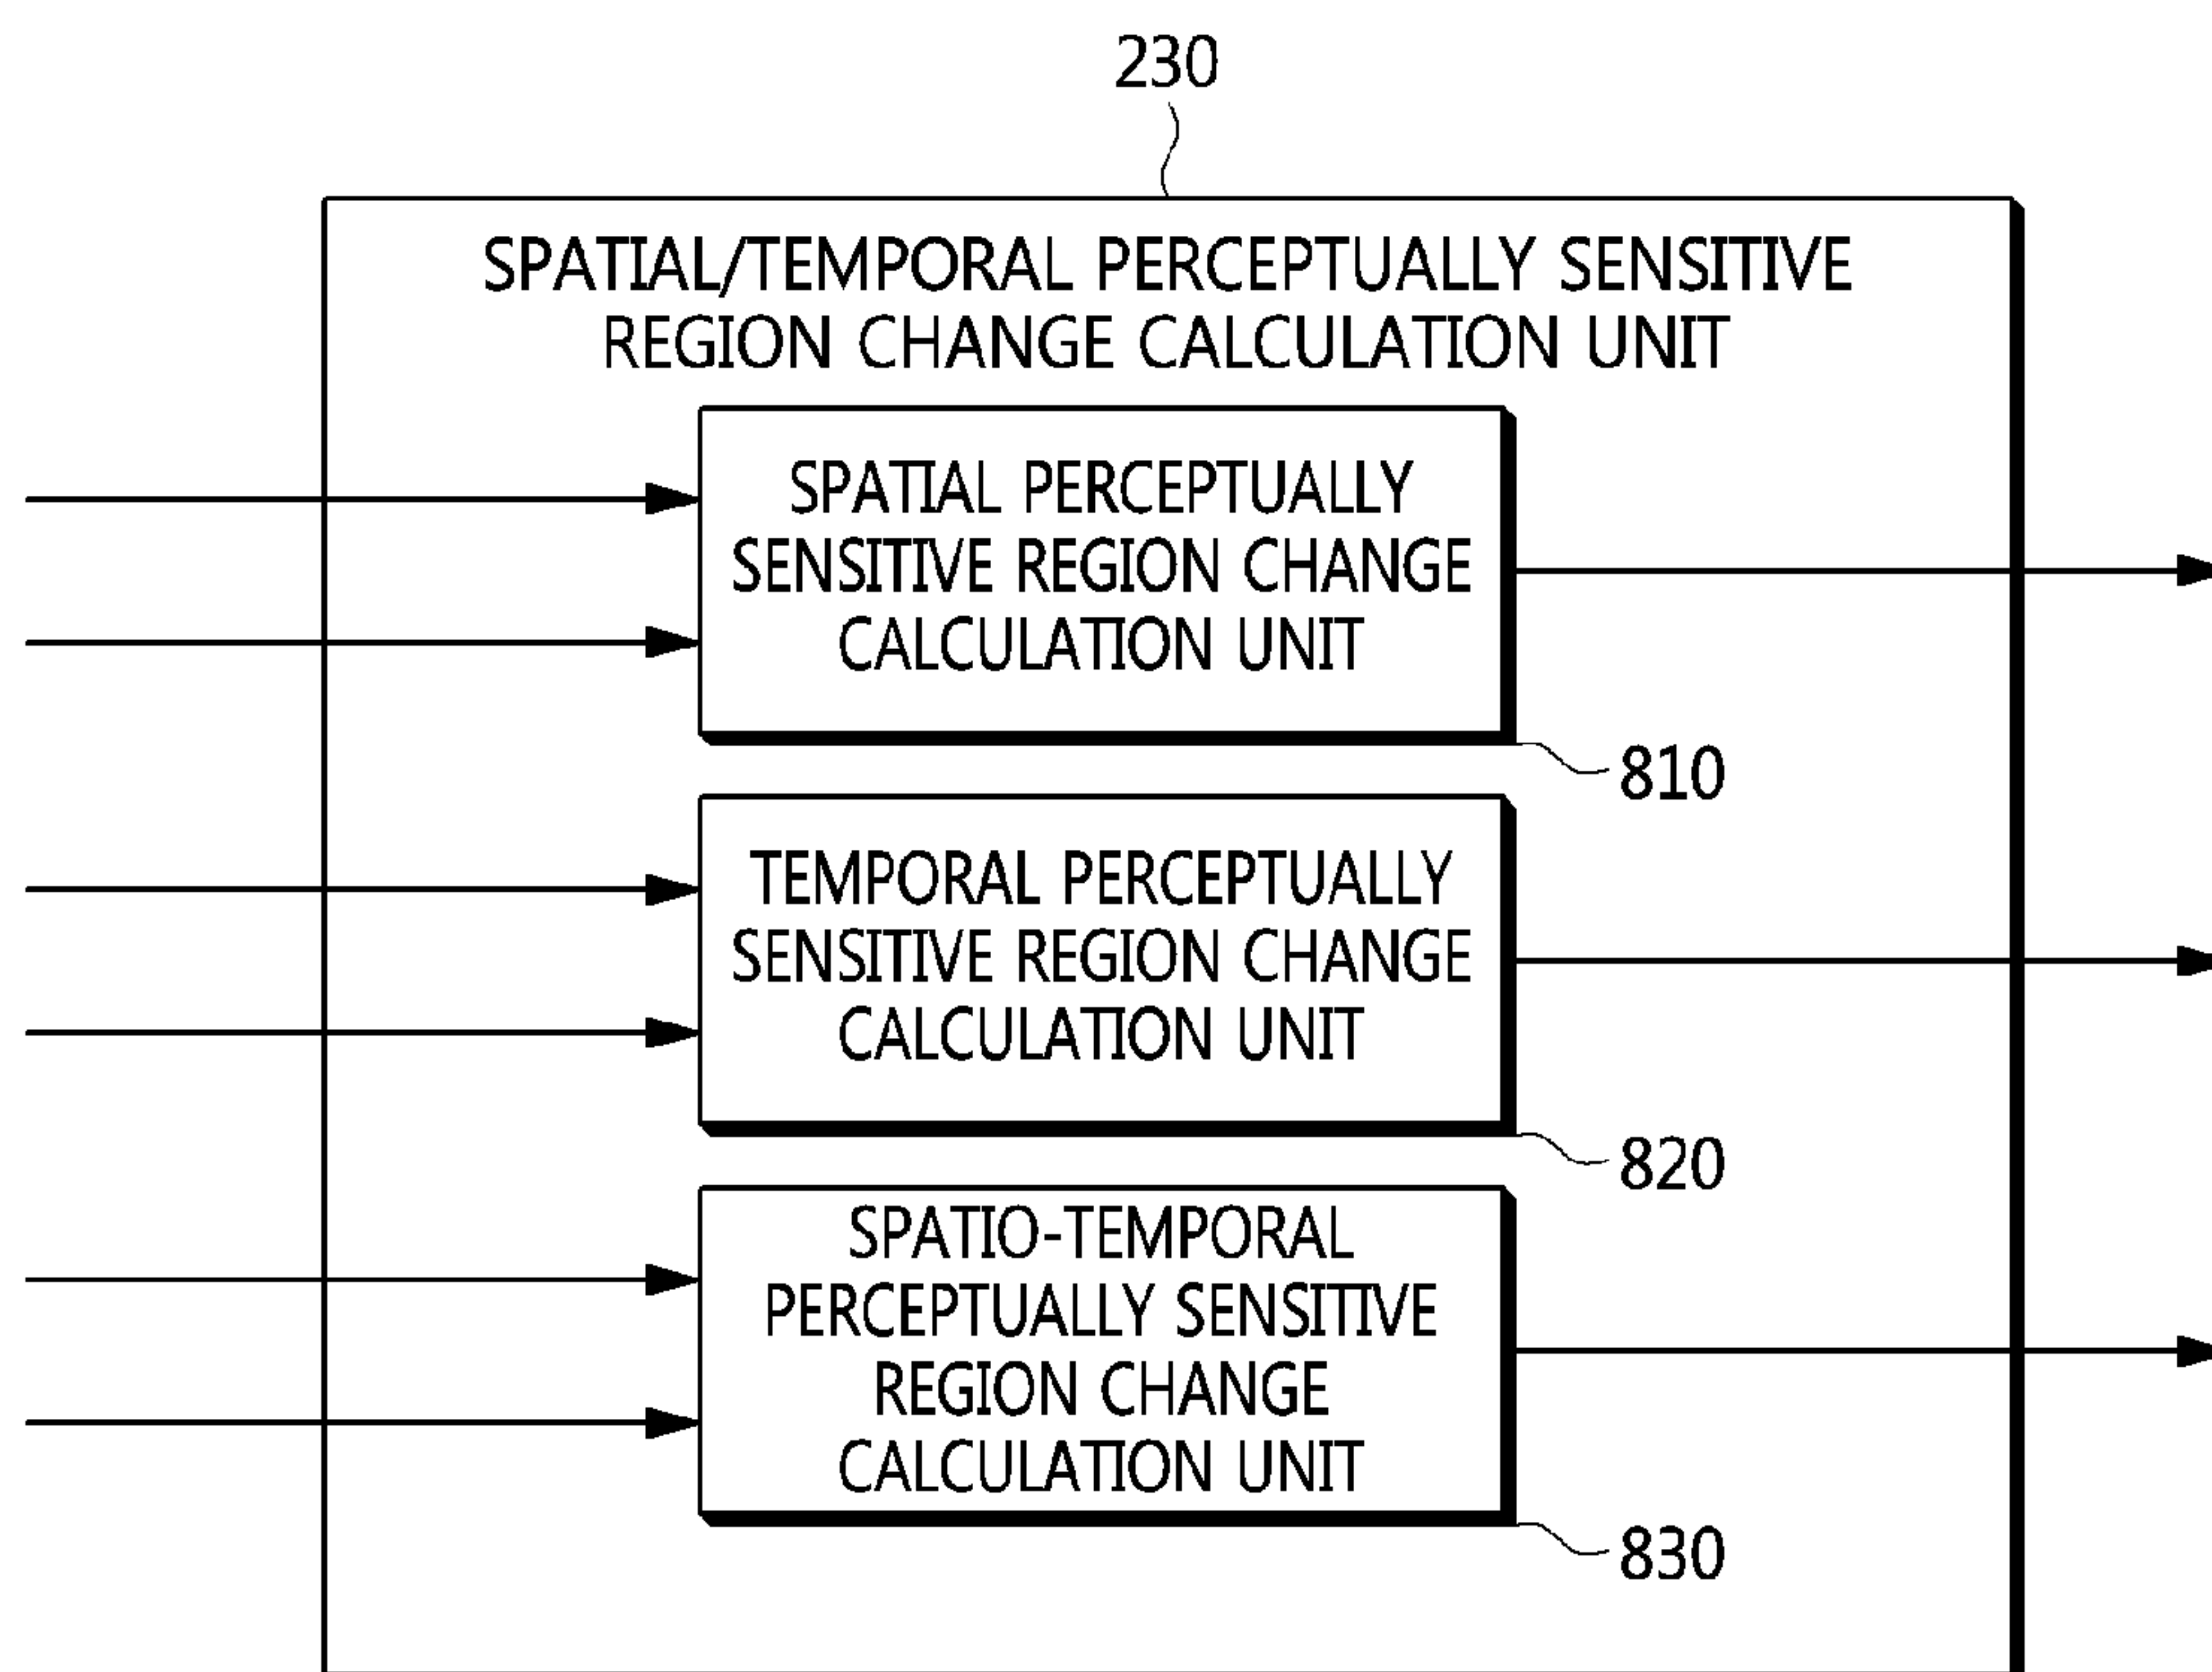 230
SPATIAL/TEMPORAL PERCEPTUALLY SENSITIVE
REGION CHANGE CALCULATION UNIT
SPATIAL PERCEPTUALLY
SENSITIVE REGION CHANGE
CALCULATION UNIT
810
TEMPORAL PERCEPTUALLY
SENSITIVE REGION CHANGE
CALCULATION UNIT
820
SPATIO-TEMPORAL
PERCEPTUALLY SENSITIVE
REGION CHANGE
CALCULATION UNIT
830